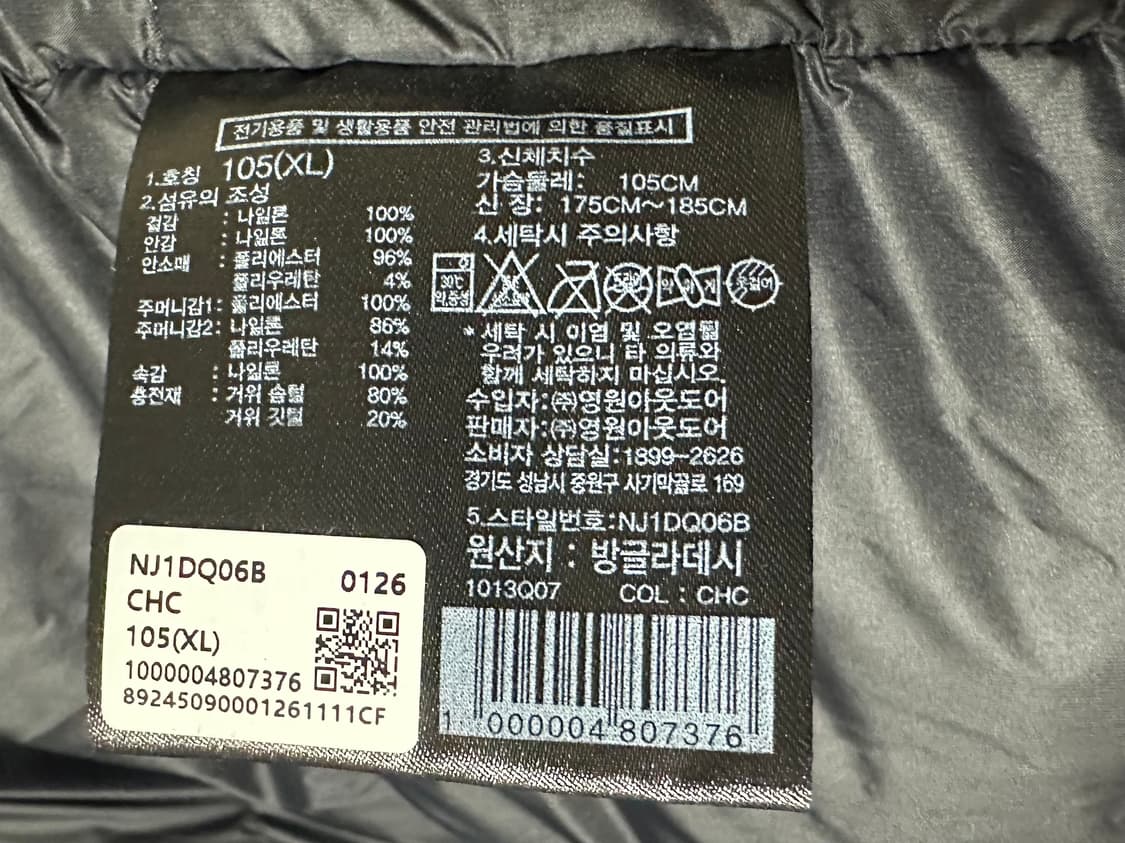 전기용품 및 생활용품 안전 관리법에 의한 품질표시
1.호칭 105(XL)
2.섬유의 조성
겉감 : 나일론 100%
안감 : 나일론 100%
안소매 : 폴리에스터 96%
폴리우레탄 4%
주머니감1: 폴리에스터 100%
주머니감2: 나일론 86%
폴리우레탄 14%
속감 : 나일론 100%
충전재 : 거위 솜털 80%
거위 깃털 20%
3.신체치수
가슴둘레: 105CM
신 장: 175CM~185CM
4.세탁시 주의사항
30℃
약 하 게
옷걸이
* 세탁 시 이염 및 오염될
우려가 있으니 타 의류와
함께 세탁하지 마십시오.
수입자:㈜영원아웃도어
판매자:㈜영원아웃도어
소비자 상담실:1899-2626
경기도 성남시 중원구 사기막골로 169
5.스타일번호:NJ1DQ06B
원산지 : 방글라데시
1013Q07 COL : CHC
1 000004 807376
NJ1DQ06B 0126
CHC
105(XL)
1000004807376
89245090001261111CF